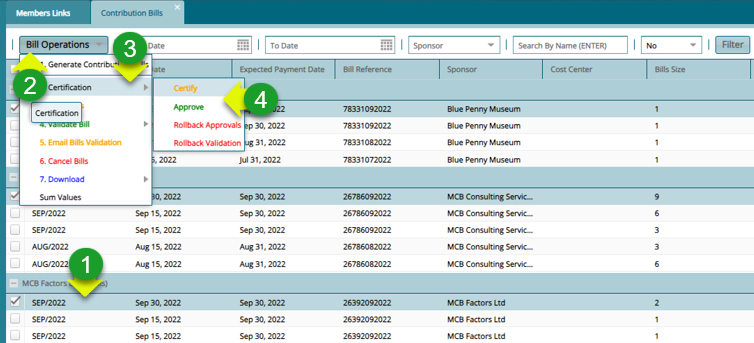 Members Links
Contribution Bills
Bill Operations
Date
To Date
Sponsor
Search By Name (ENTER)
No
Filter
Generate Contribu
Date Expected Payment Date Bill Reference Sponsor Cost Center Bills Size
3
2
Certification
Certification
4. Validate Bill
5. Email Bills Validation
6. Cancel Bills
7. Download
Sum Values
Certify
Approve
Rollback Approvals
Rollback Validation
4
2022 78331092022 Blue Penny Museum 1
Sep 30, 2022 78331092022 Blue Penny Museum 1
31, 2022 78331082022 Blue Penny Museum 1
2022 Jul 31, 2022 78331072022 Blue Penny Museum 1
30, 2022 Sep 30, 2022 26786092022 MCB Consulting Servic... 9
SEP/2022 Sep 15, 2022 Sep 30, 2022 26786092022 MCB Consulting Servic... 6
SEP/2022 Sep 15, 2022 Sep 30, 2022 26786092022 MCB Consulting Servic... 3
AUG/2022 Aug 15, 2022 Aug 31, 2022 26786082022 MCB Consulting Servic... 3
AUG/2022 Aug 15, 2022 Aug 31, 2022 26786082022 MCB Consulting Servic... 6
1
MCB Factors
SEP/2022 Sep 30, 2022 Sep 30, 2022 26392092022 MCB Factors Ltd 2
SEP/2022 Sep 15, 2022 Sep 30, 2022 26392092022 MCB Factors Ltd 1
SEP/2022 Sep 15, 2022 Sep 30, 2022 26392092022 MCB Factors Ltd 1